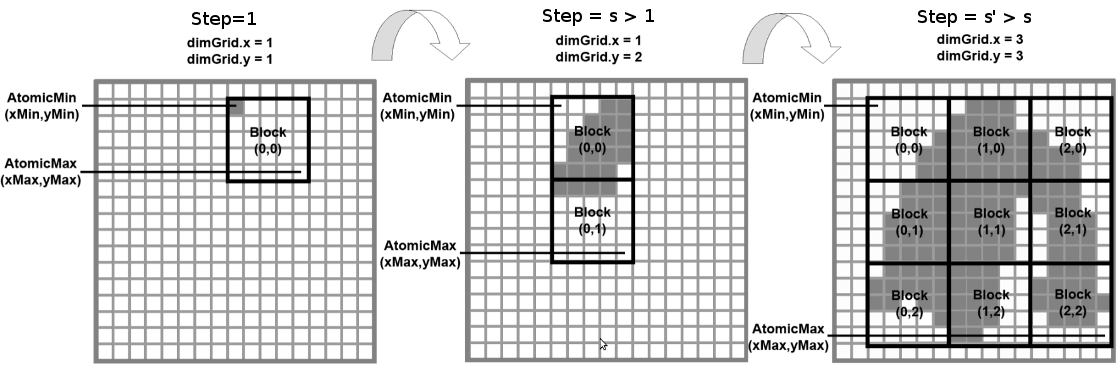 Step=1
dimGrid.x = 1
dimGrid.y = 1
AtomicMin
(xMin,yMin)
Block
(0,0)
AtomicMax
(xMax,yMax)
Step = s > 1
dimGrid.x = 1
dimGrid.y = 2
AtomicMin
(xMin,yMin)
Block
(0,0)
Block
(0,1)
AtomicMax
(xMax,yMax)
Step = s' > s
dimGrid.x = 3
dimGrid.y = 3
AtomicMin
(xMin,yMin)
Block
(0,0)
Block
(1,0)
Block
(2,0)
Block
(0,1)
Block
(1,1)
Block
(2,1)
Block
(0,2)
Block
(1,2)
Block
(2,2)
AtomicMax
(xMax,yMax)